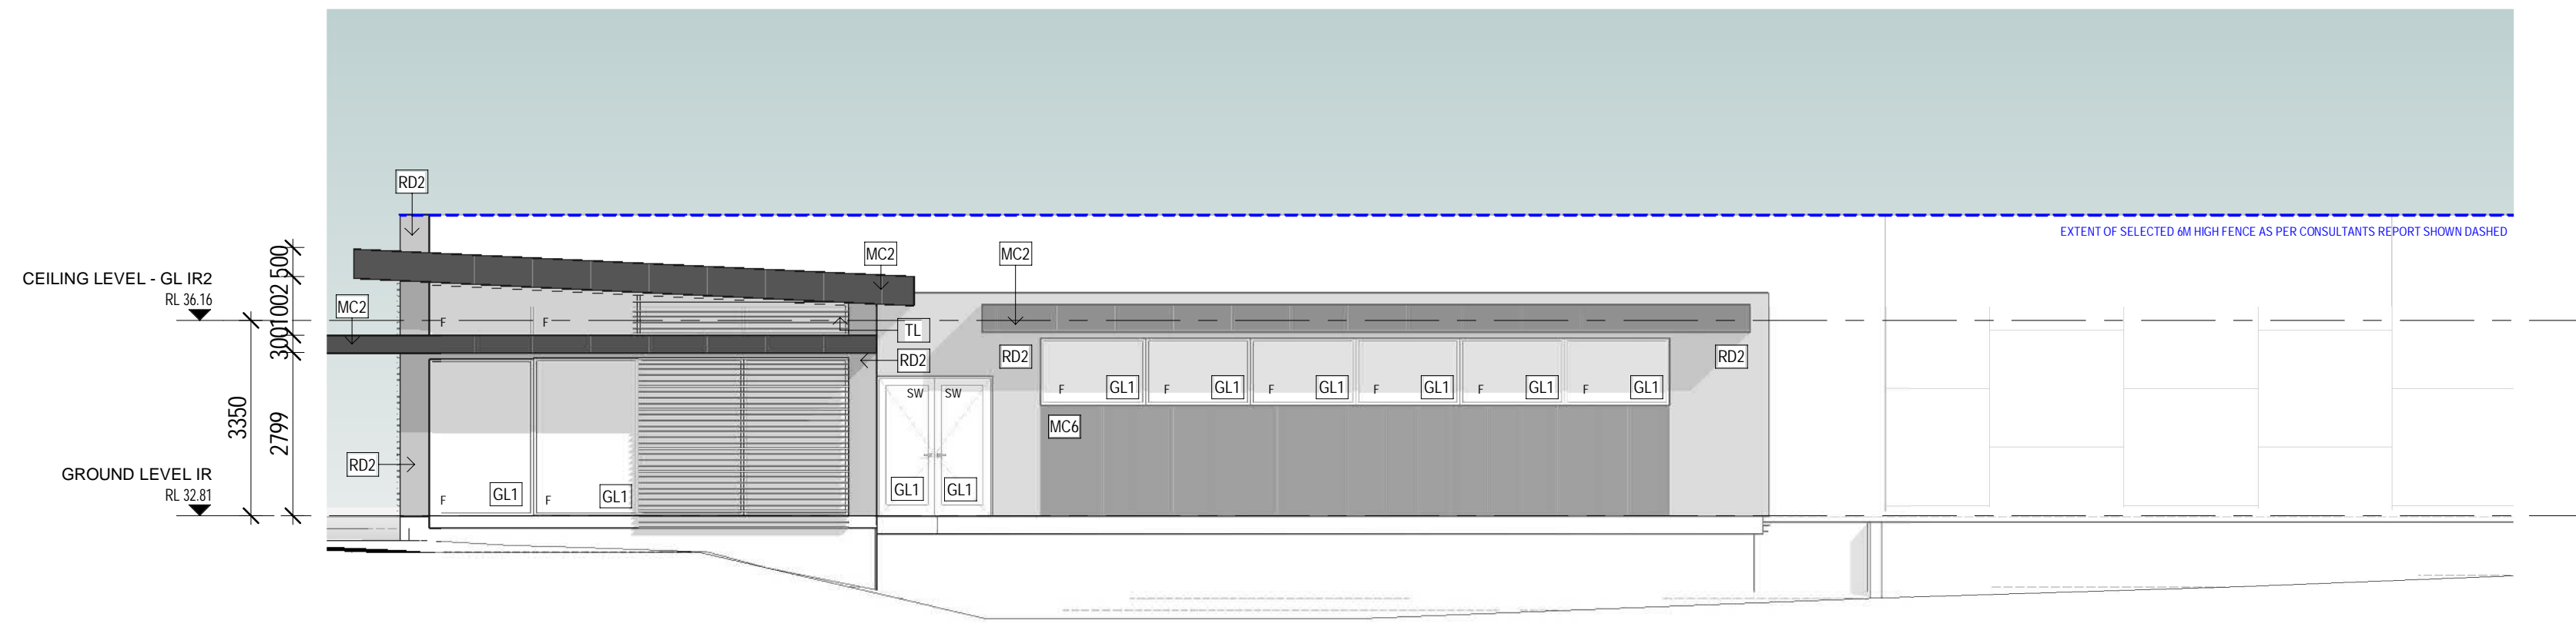 RD2
EXTENT OF SELECTED 6M HIGH FENCE AS PER CONSULTANTS REPORT SHOWN DASHED
MC2
MC2
500
CEILING LEVEL - GL IR2
RL 36.16
1002
MC2
F
F
TL
300
RD2
RD2
RD2
3350
2799
SW
SW
F
GL1
F
GL1
F
GL1
F
GL1
F
GL1
F
GL1
MC6
RD2
GROUND LEVEL IR
RL 32.81
F
GL1
F
GL1
GL1
GL1